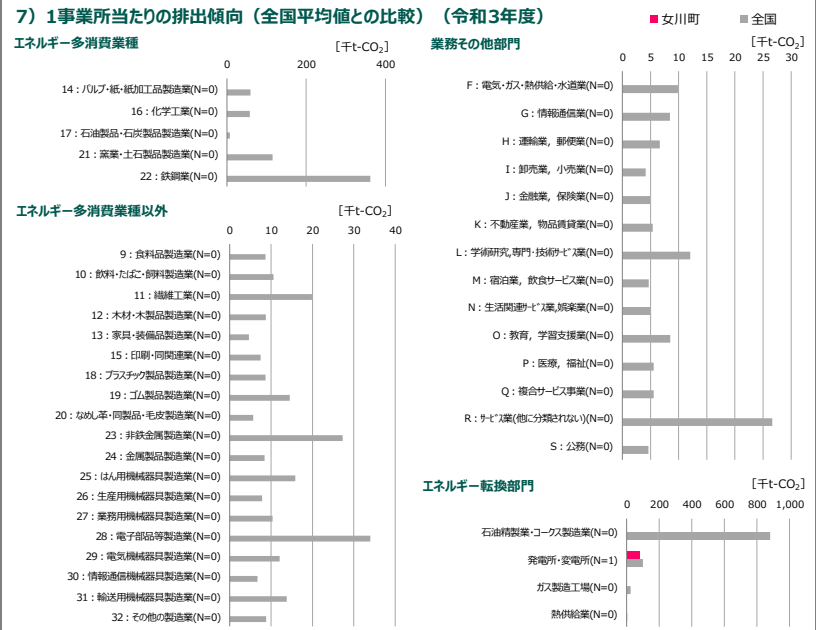 7）1事業所当たりの排出傾向（全国平均値との比較）（令和3年度）
■女川町 ■全国
エネルギー多消費業種
［千t-CO₂］
0 200 400
14：パルプ・紙・紙加工品製造業(N=0)
16：化学工業(N=0)
17：石油製品・石炭製品製造業(N=0)
21：窯業・土石製品製造業(N=0)
22：鉄鋼業(N=0)
エネルギー多消費業種以外
［千t-CO₂］
0 10 20 30 40
9：食料品製造業(N=0)
10：飲料・たばこ・飼料製造業(N=0)
11：繊維工業(N=0)
12：木材・木製品製造業(N=0)
13：家具・装備品製造業(N=0)
15：印刷・同関連業(N=0)
18：プラスチック製品製造業(N=0)
19：ゴム製品製造業(N=0)
20：なめし革・同製品・毛皮製造業(N=0)
23：非鉄金属製造業(N=0)
24：金属製品製造業(N=0)
25：はん用機械器具製造業(N=0)
26：生産用機械器具製造業(N=0)
27：業務用機械器具製造業(N=0)
28：電子部品等製造業(N=0)
29：電気機械器具製造業(N=0)
30：情報通信機械器具製造業(N=0)
31：輸送用機械器具製造業(N=0)
32：その他の製造業(N=0)
業務その他部門
［千t-CO₂］
0 5 10 15 20 25 30
F：電気・ガス・熱供給・水道業(N=0)
G：情報通信業(N=0)
H：運輸業，郵便業(N=0)
I：卸売業，小売業(N=0)
J：金融業，保険業(N=0)
K：不動産業，物品賃貸業(N=0)
L：学術研究,専門・技術サービス業(N=0)
M：宿泊業，飲食サービス業(N=0)
N：生活関連サービス業,娯楽業(N=0)
O：教育，学習支援業(N=0)
P：医療，福祉(N=0)
Q：複合サービス事業(N=0)
R：サービス業(他に分類されない)(N=0)
S：公務(N=0)
エネルギー転換部門
［千t-CO₂］
0 200 400 600 800 1,000
石油精製業・コークス製造業(N=0)
発電所・変電所(N=1)
ガス製造工場(N=0)
熱供給業(N=0)